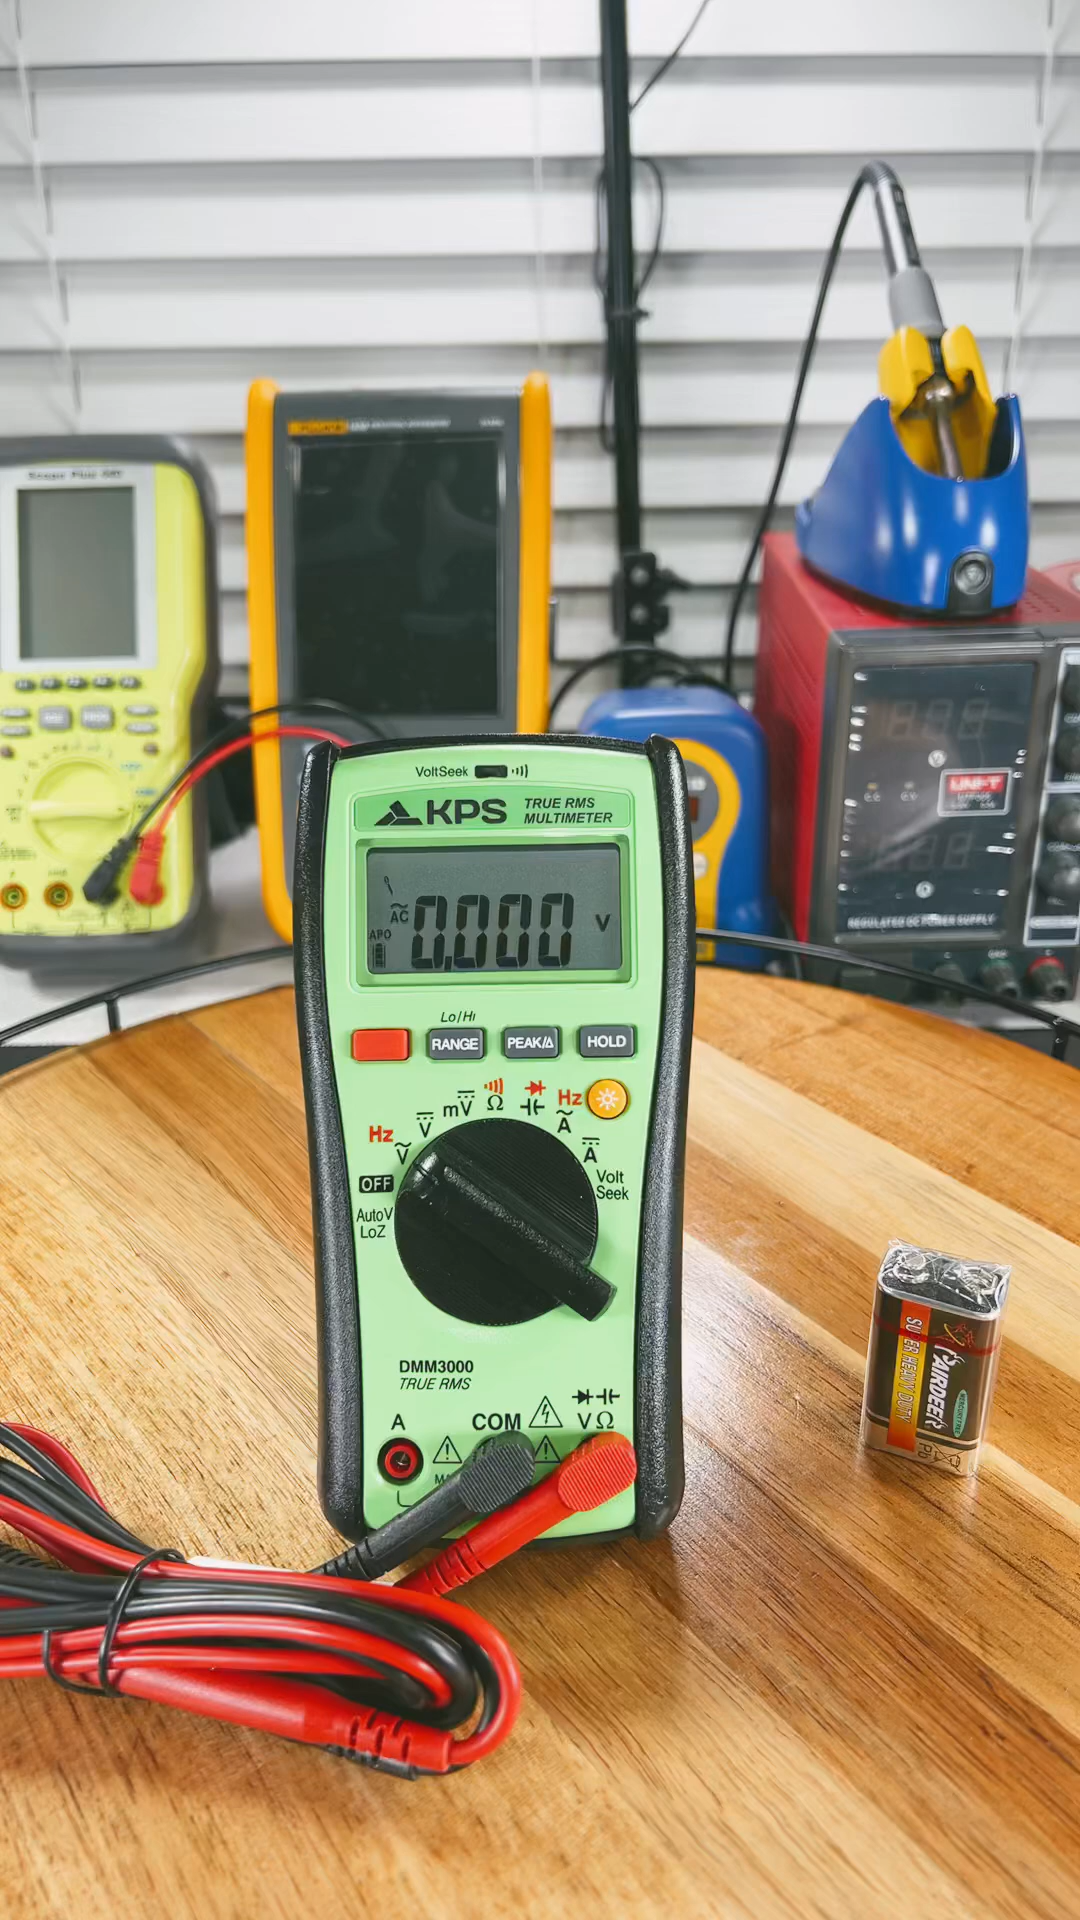 VoltSeek
KPS
TRUE RMS
MULTIMETER
AC
APO
0.000 V
Lo/Hi
RANGE
PEAK/Δ
HOLD
Hz
Ṽ
V
mV
Ω
Hz
Ã
A
OFF
AutoV
LoZ
Volt
Seek
DMM3000
TRUE RMS
A
COM
V Ω
UNI-T
REGULATED DC POWER SUPPLY
SUPER HEAVY DUTY
Pb